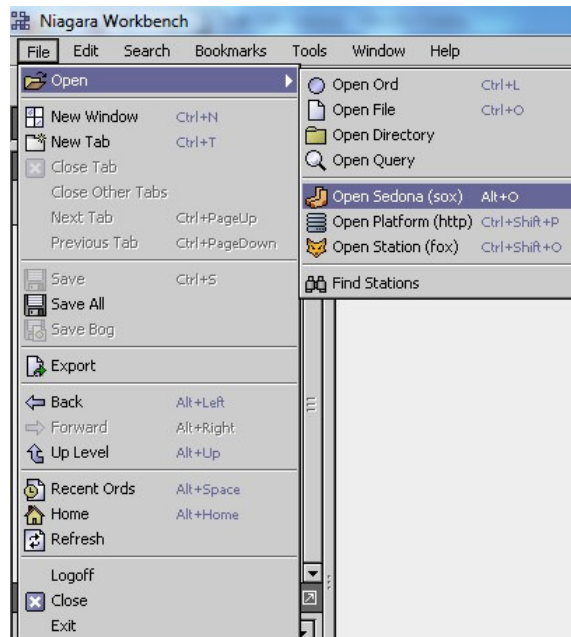 Niagara Workbench
File Edit Search Bookmarks Tools Window Help
Open
New Window Ctrl+N
New Tab Ctrl+T
Close Tab
Close Other Tabs
Next Tab Ctrl+PageUp
Previous Tab Ctrl+PageDown
Save Ctrl+S
Save All
Save Bog
Export
Back Alt+Left
Forward Alt+Right
Up Level Alt+Up
Recent Ords Alt+Space
Home Alt+Home
Refresh
Logoff
Close
Exit
Open Ord Ctrl+L
Open File Ctrl+O
Open Directory
Open Query
Open Sedona (sox) Alt+O
Open Platform (http) Ctrl+Shift+P
Open Station (fox) Ctrl+Shift+O
Find Stations